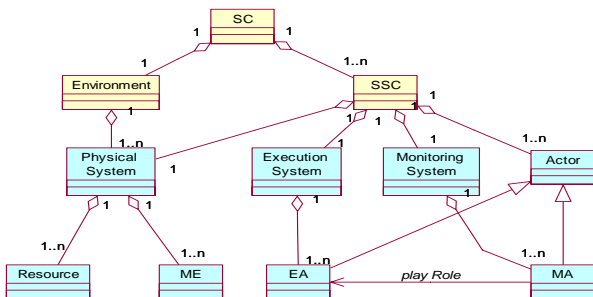 SC
1 1
1 1..n
Environment SSC
1 1 1 1 1
1..n 1 1 1 1..n
Physical System
Execution System
Monitoring System
Actor
1 1 1 1
1..n 1..n 1..n 1..n
Resource ME EA play Role MA